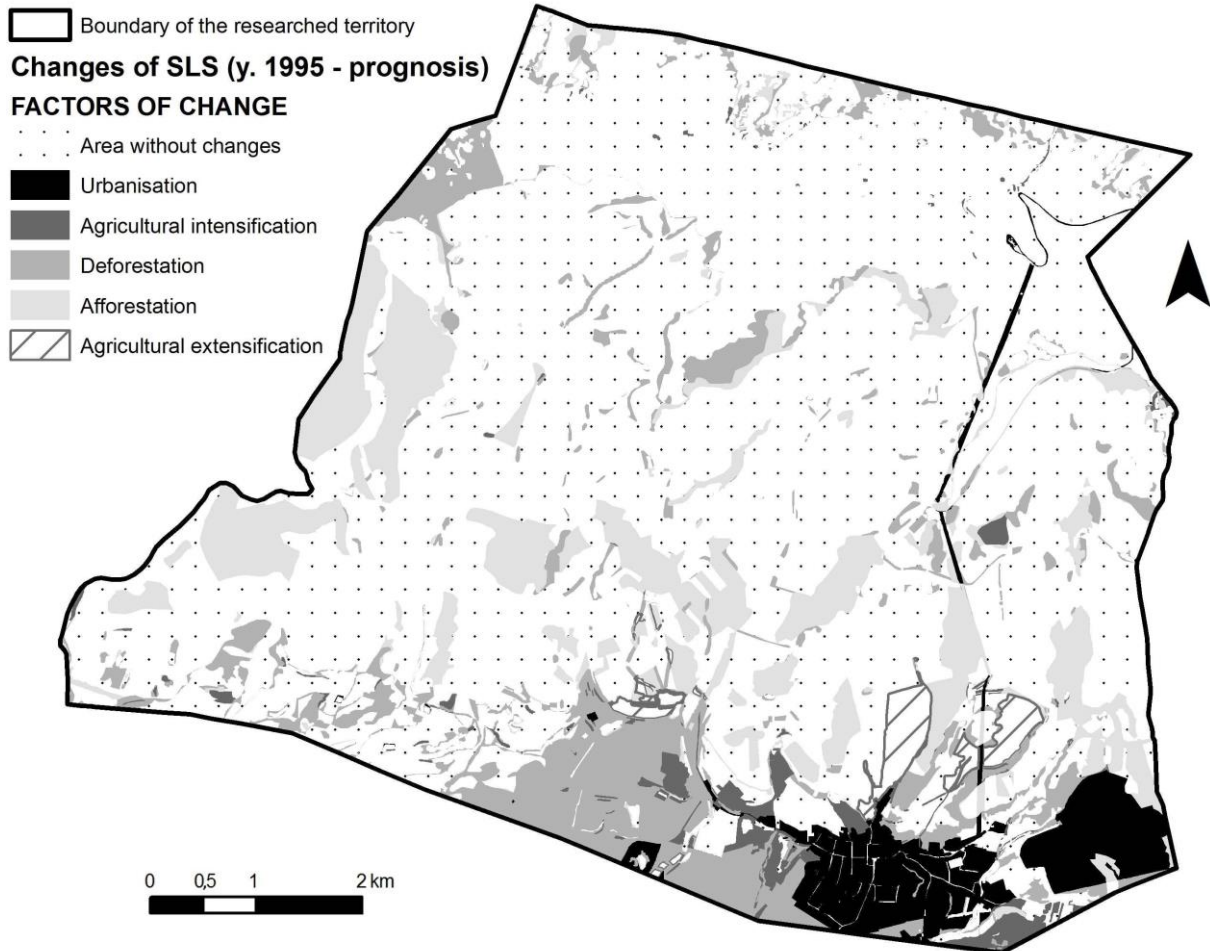 Boundary of the researched territory
Changes of SLS (y. 1995 - prognosis)
FACTORS OF CHANGE
Area without changes
Urbanisation
Agricultural intensification
Deforestation
Afforestation
Agricultural extensification
0 0,5 1 2 km